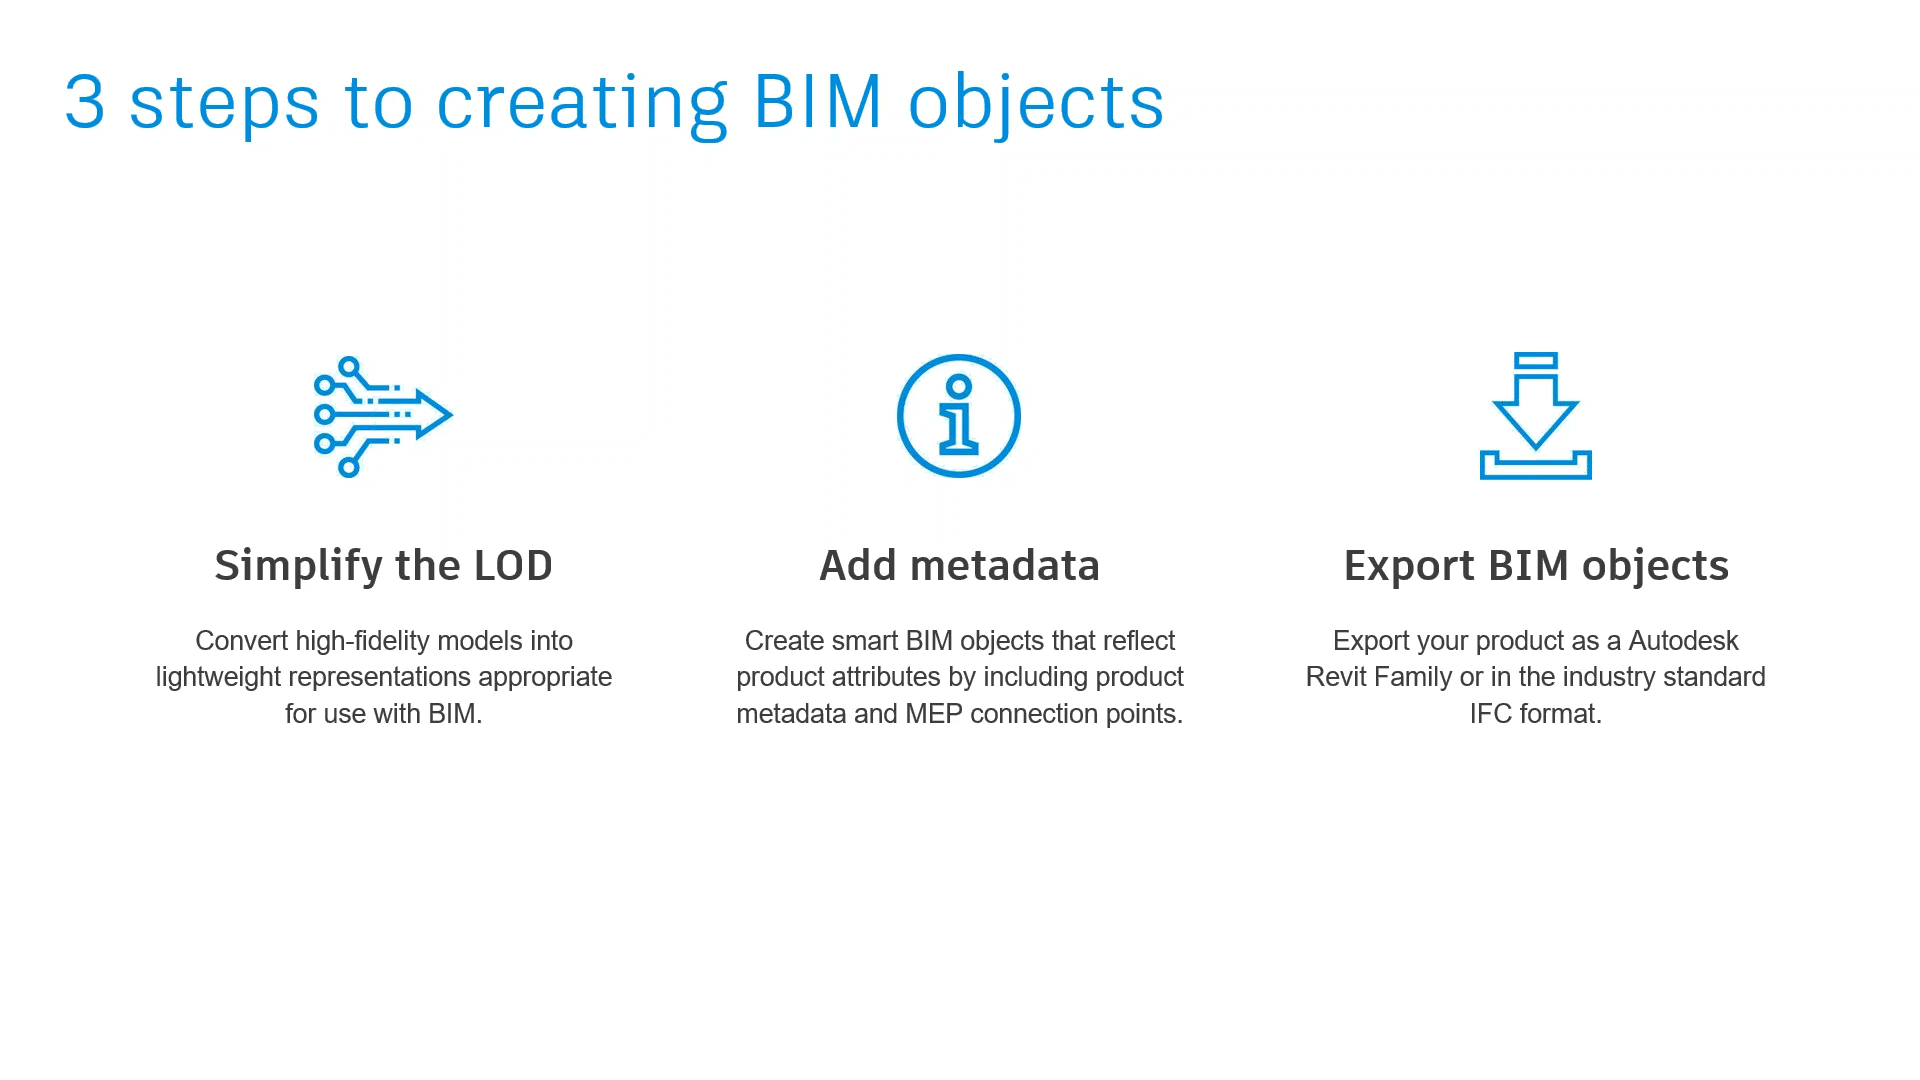 3 steps to creating BIM objects
Simplify the LOD
Convert high-fidelity models into
lightweight representations appropriate
for use with BIM.
Add metadata
Create smart BIM objects that reflect
product attributes by including product
metadata and MEP connection points.
Export BIM objects
Export your product as a Autodesk
Revit Family or in the industry standard
IFC format.